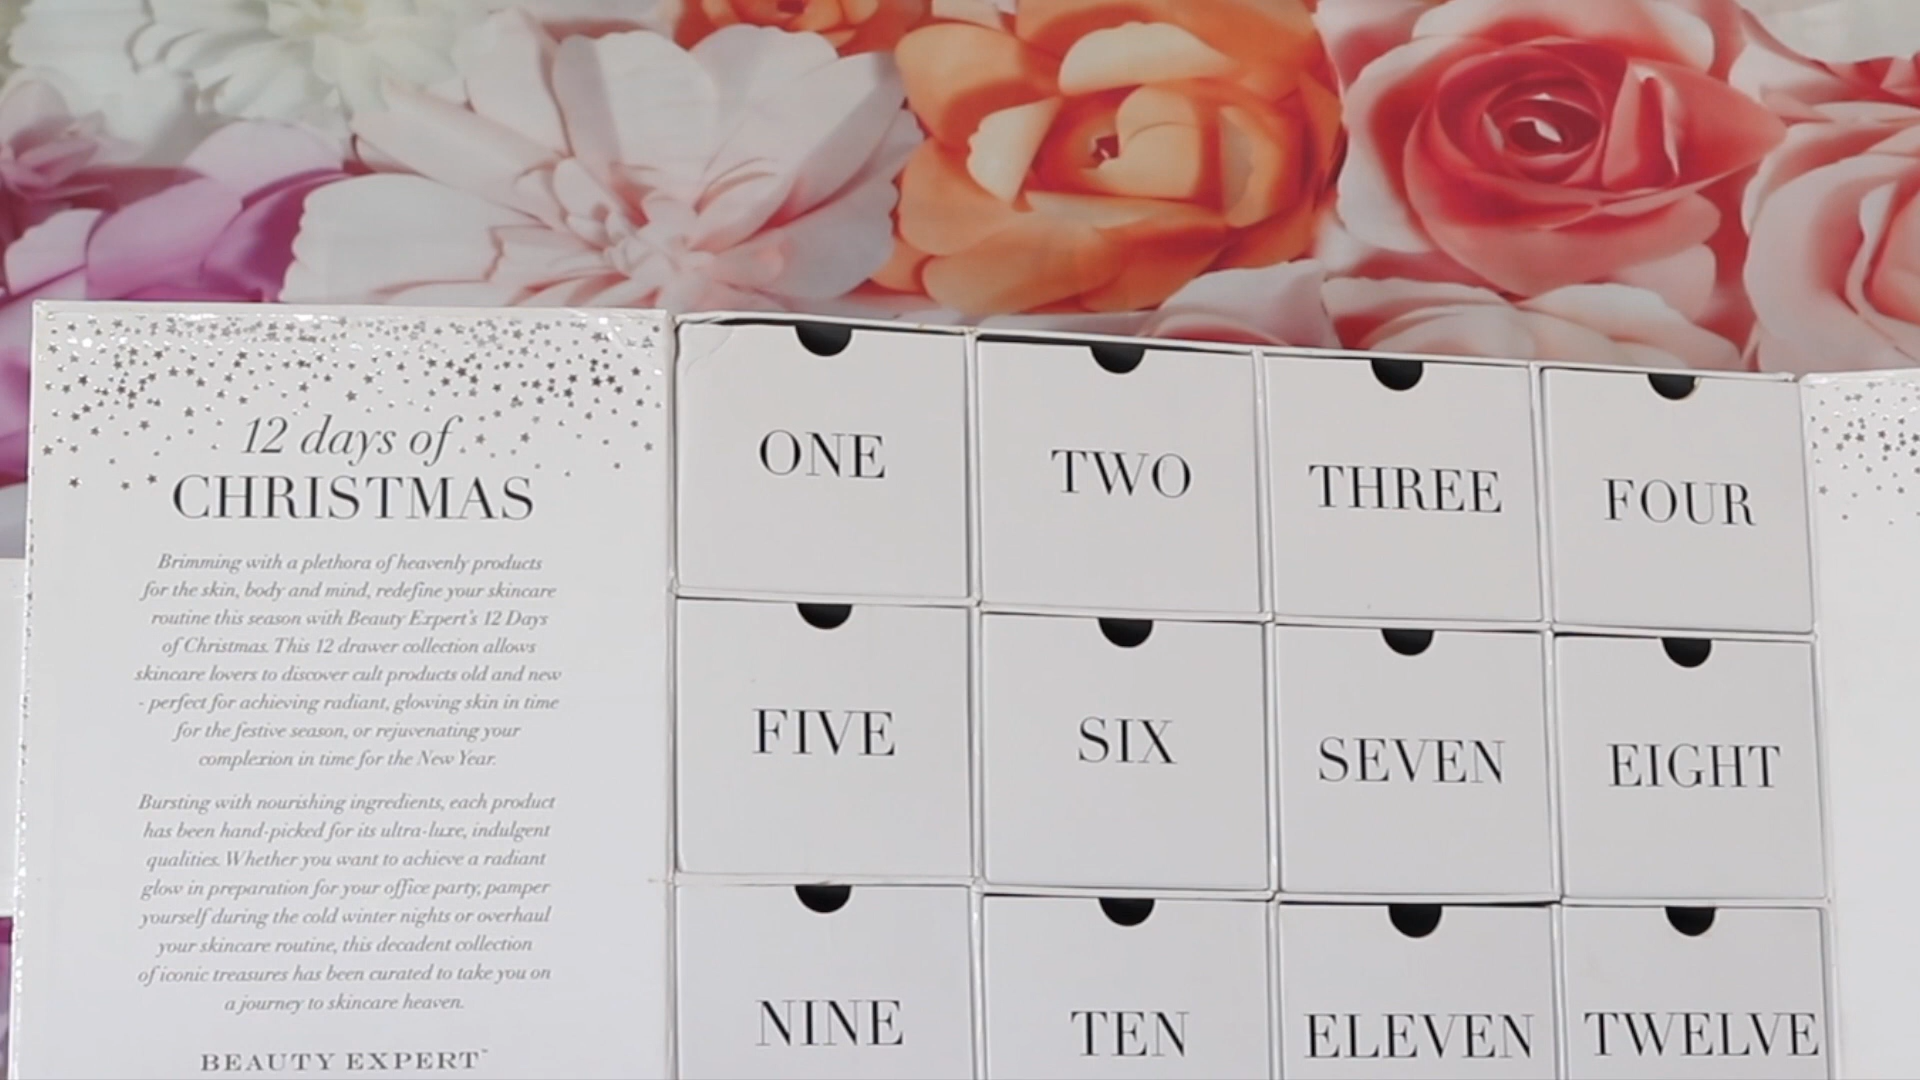 12 days of
CHRISTMAS
Brimming with a plethora of heavenly products
for the skin, body and mind, redefine your skincare
routine this season with Beauty Expert's 12 Days
of Christmas. This 12 drawer collection allows
skincare lovers to discover cult products old and new
- perfect for achieving radiant, glowing skin in time
for the festive season, or rejuvenating your
complexion in time for the New Year.
Bursting with nourishing ingredients, each product
has been hand-picked for its ultra-luxe, indulgent
qualities. Whether you want to achieve a radiant
glow in preparation for your office party, pamper
yourself during the cold winter nights or overhaul
your skincare routine, this decadent collection
of iconic treasures has been curated to take you on
a journey to skincare heaven.
BEAUTY EXPERT™
ONE TWO THREE FOUR
FIVE SIX SEVEN EIGHT
NINE TEN ELEVEN TWELVE